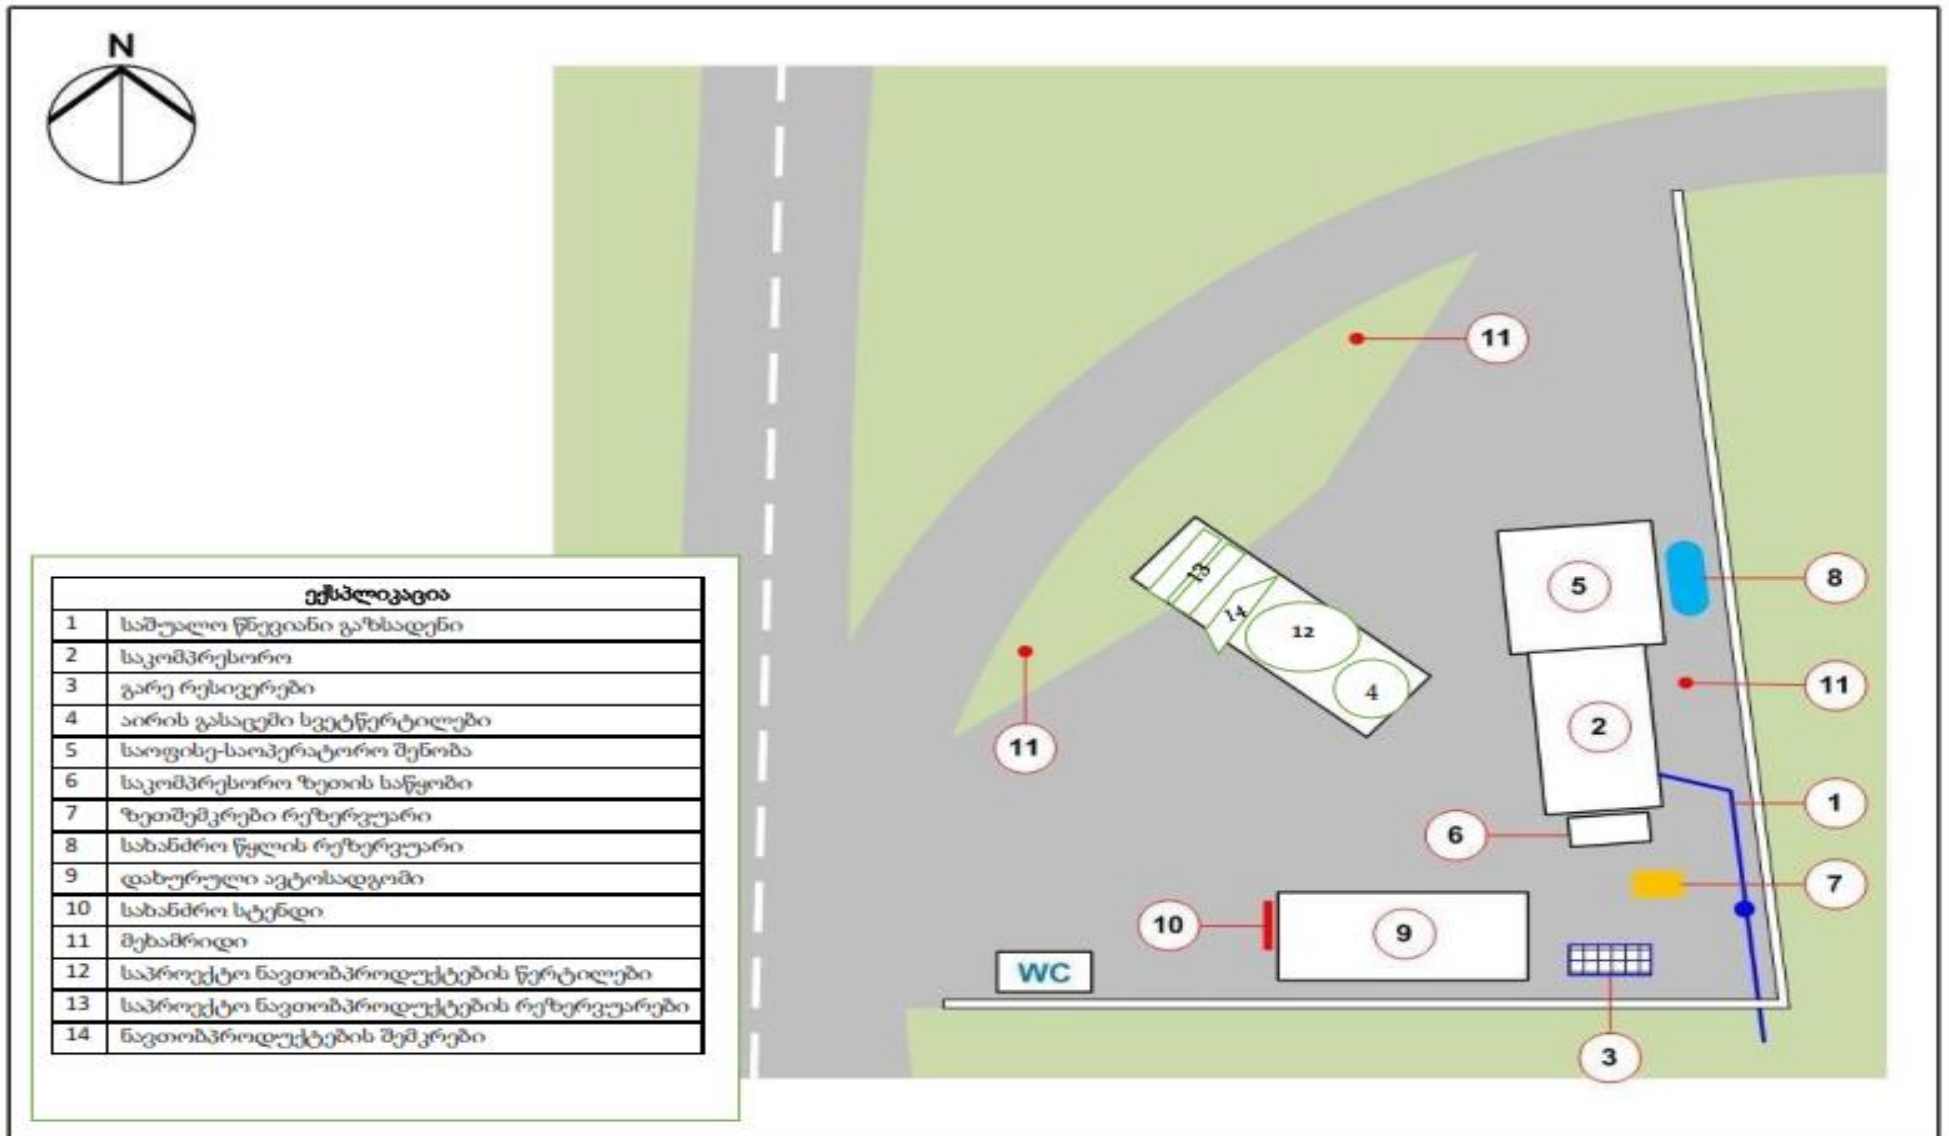 N
11
5
8
13
14
12
4
11
11
2
1
6
7
10
9
WC
3
ექსპლიკაცია
1 საშუალო წნევიანი გაზსადენი
2 საკომპრესორო
3 გარე რესივერები
4 აირის გასაცემი სვეტწერტილები
5 საოფისე-საოპერატორო შენობა
6 საკომპრესორო ზეთის საწყობი
7 ზეთშემკრები რეზერვუარი
8 სახანძრო წყლის რეზერვუარი
9 დახურული ავტოსადგომი
10 სახანძრო სტენდი
11 მეხამრიდი
12 საპროექტო ნავთობპროდუქტების წერტილები
13 საპროექტო ნავთობპროდუქტების რეზერვუარები
14 ნავთობპროდუქტების შემკრები